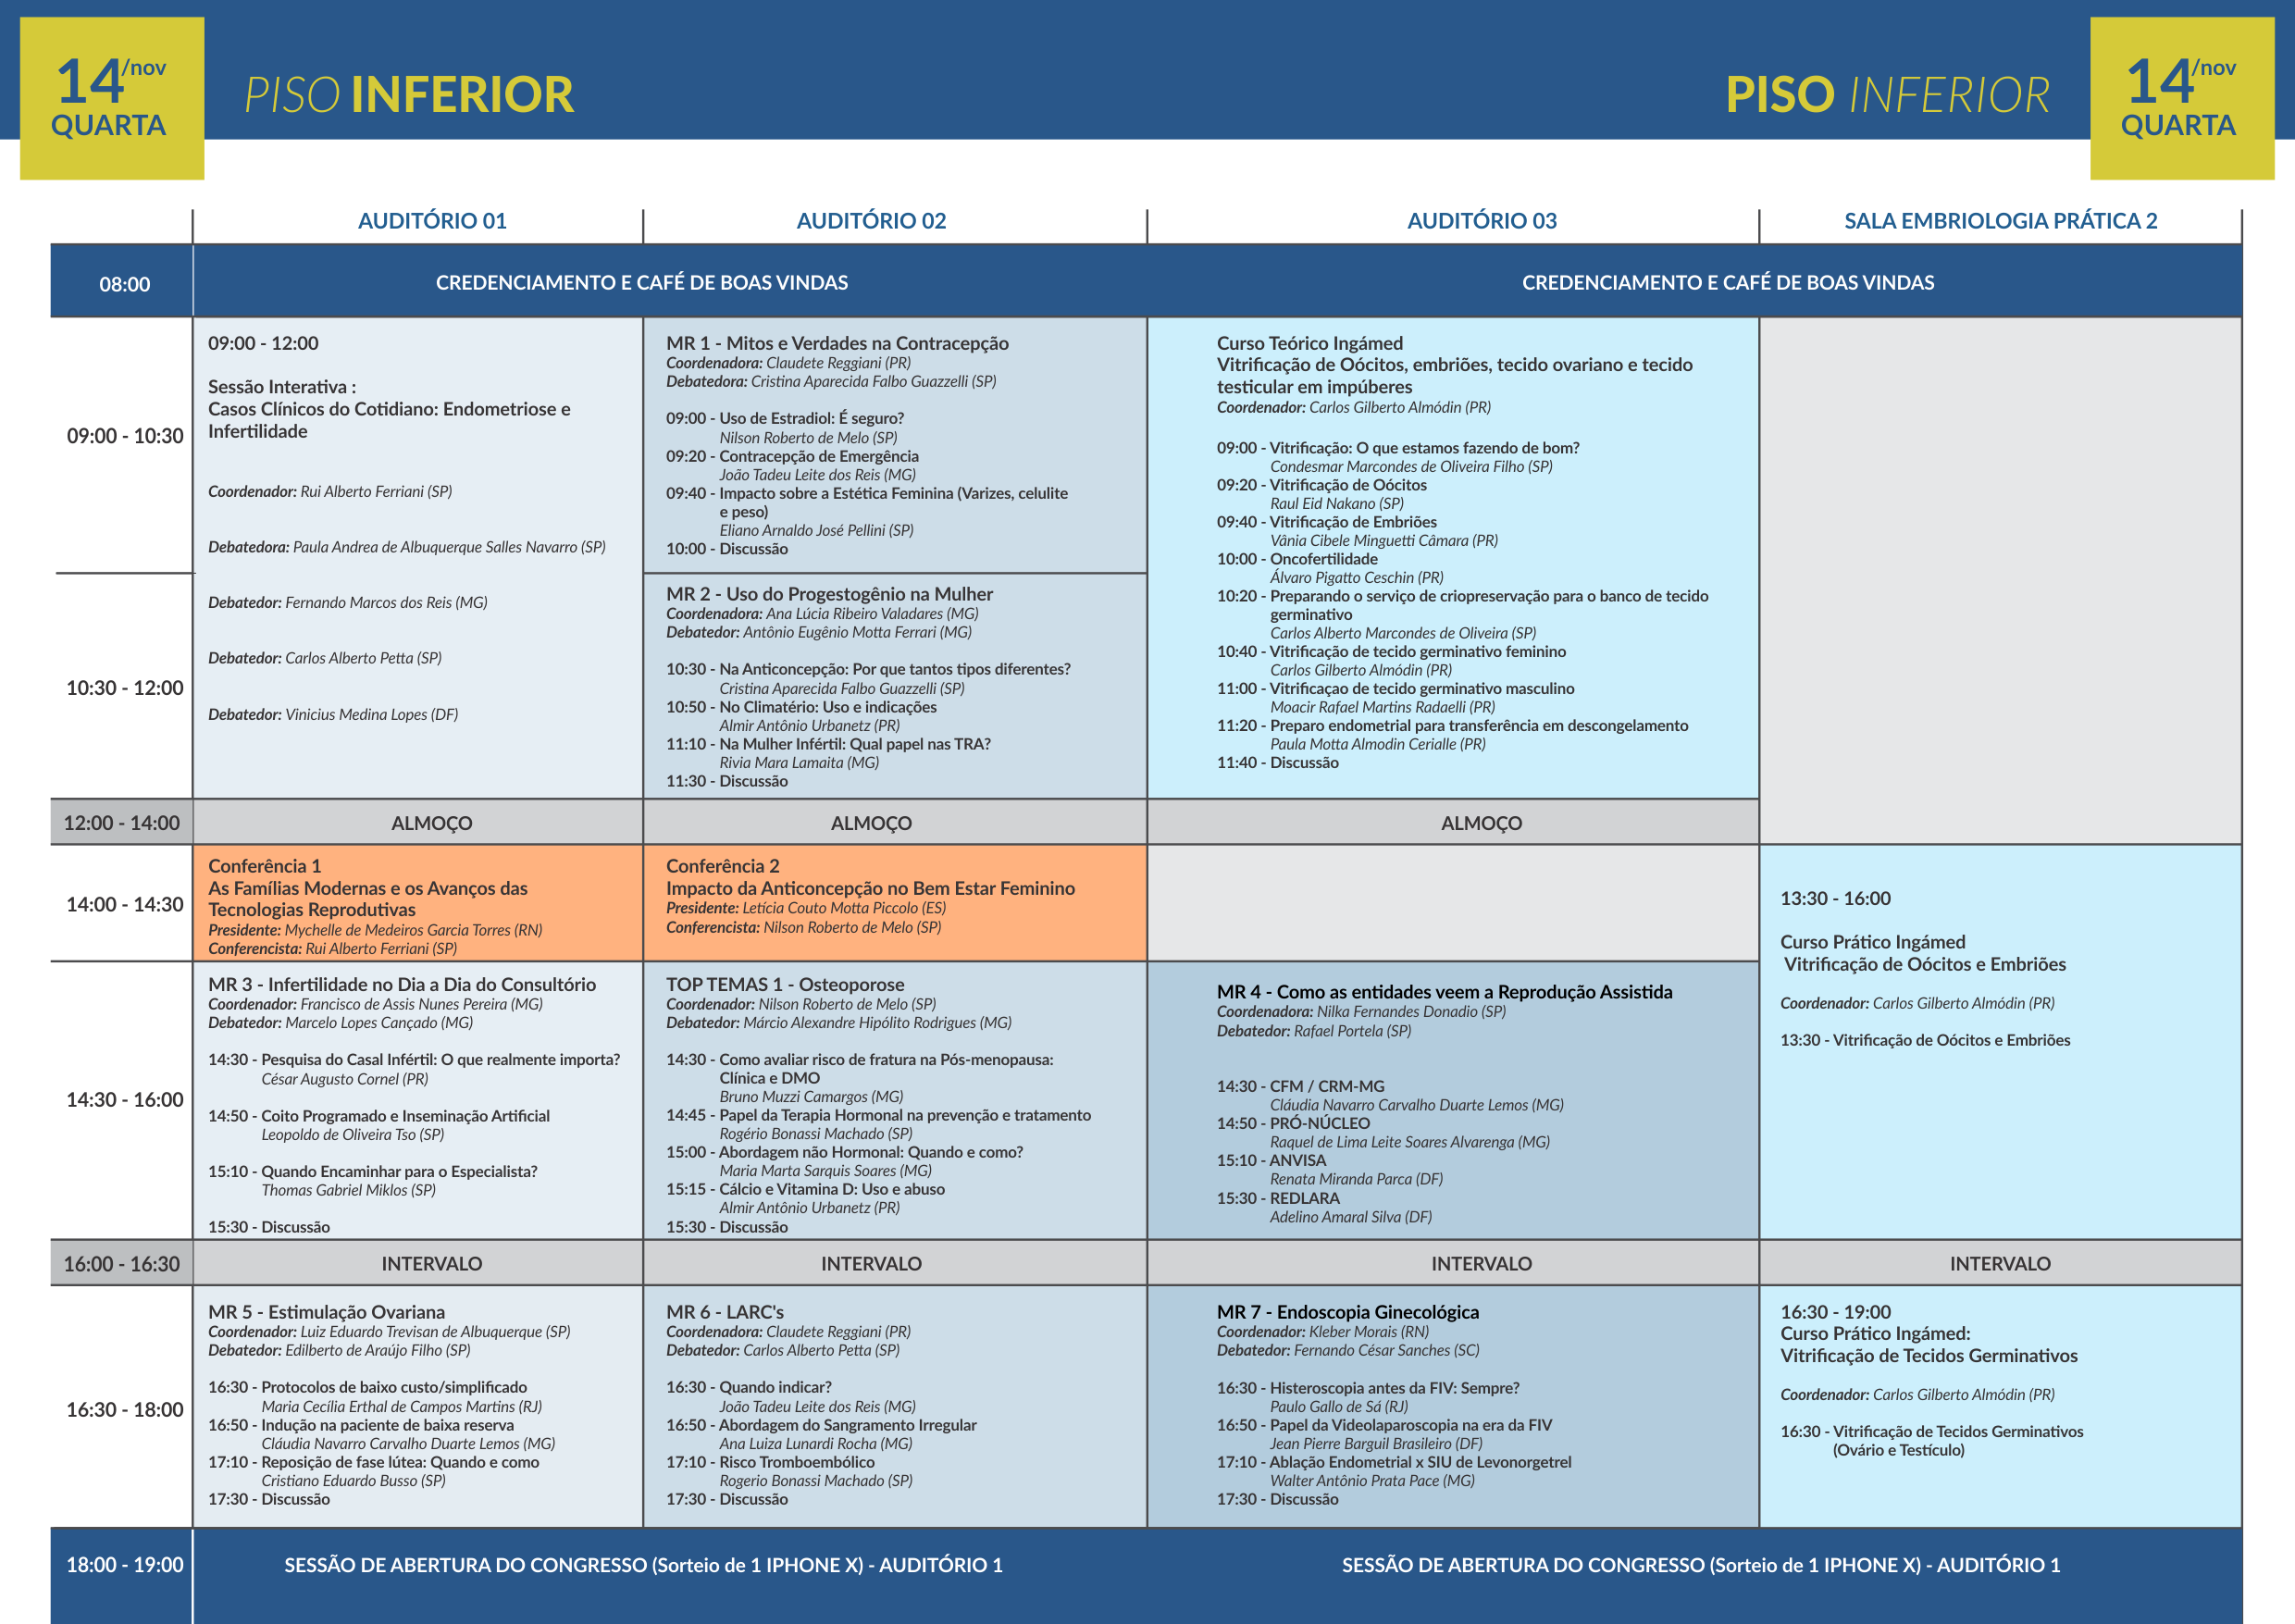 14/nov
QUARTA
PISO INFERIOR
PISO INFERIOR
14/nov
QUARTA
AUDITÓRIO 01
AUDITÓRIO 02
AUDITÓRIO 03
SALA EMBRIOLOGIA PRÁTICA 2
08:00
CREDENCIAMENTO E CAFÉ DE BOAS VINDAS
CREDENCIAMENTO E CAFÉ DE BOAS VINDAS
09:00 - 10:30
10:30 - 12:00
09:00 - 12:00
Sessão Interativa :
Casos Clínicos do Cotidiano: Endometriose e
Infertilidade
Coordenador: Rui Alberto Ferriani (SP)
Debatedora: Paula Andrea de Albuquerque Salles Navarro (SP)
Debatedor: Fernando Marcos dos Reis (MG)
Debatedor: Carlos Alberto Petta (SP)
Debatedor: Vinicius Medina Lopes (DF)
MR 1 - Mitos e Verdades na Contracepção
Coordenadora: Claudete Reggiani (PR)
Debatedora: Cristina Aparecida Falbo Guazzelli (SP)
09:00 - Uso de Estradiol: É seguro?
Nilson Roberto de Melo (SP)
09:20 - Contracepção de Emergência
João Tadeu Leite dos Reis (MG)
09:40 - Impacto sobre a Estética Feminina (Varizes, celulite
e peso)
Eliano Arnaldo José Pellini (SP)
10:00 - Discussão
MR 2 - Uso do Progestogênio na Mulher
Coordenadora: Ana Lúcia Ribeiro Valadares (MG)
Debatedor: Antônio Eugênio Motta Ferrari (MG)
10:30 - Na Anticoncepção: Por que tantos tipos diferentes?
Cristina Aparecida Falbo Guazzelli (SP)
10:50 - No Climatério: Uso e indicações
Almir Antônio Urbanetz (PR)
11:10 - Na Mulher Infértil: Qual papel nas TRA?
Rivia Mara Lamaita (MG)
11:30 - Discussão
Curso Teórico Ingámed
Vitrificação de Oócitos, embriões, tecido ovariano e tecido
testicular em impúberes
Coordenador: Carlos Gilberto Almódin (PR)
09:00 - Vitrificação: O que estamos fazendo de bom?
Condesmar Marcondes de Oliveira Filho (SP)
09:20 - Vitrificação de Oócitos
Raul Eid Nakano (SP)
09:40 - Vitrificação de Embriões
Vânia Cibele Minguetti Câmara (PR)
10:00 - Oncofertilidade
Álvaro Pigatto Ceschin (PR)
10:20 - Preparando o serviço de criopreservação para o banco de tecido
germinativo
Carlos Alberto Marcondes de Oliveira (SP)
10:40 - Vitrificação de tecido germinativo feminino
Carlos Gilberto Almódin (PR)
11:00 - Vitrificaçao de tecido germinativo masculino
Moacir Rafael Martins Radaelli (PR)
11:20 - Preparo endometrial para transferência em descongelamento
Paula Motta Almodin Cerialle (PR)
11:40 - Discussão
12:00 - 14:00
ALMOÇO
ALMOÇO
ALMOÇO
14:00 - 14:30
Conferência 1
As Famílias Modernas e os Avanços das
Tecnologias Reprodutivas
Presidente: Mychelle de Medeiros Garcia Torres (RN)
Conferencista: Rui Alberto Ferriani (SP)
Conferência 2
Impacto da Anticoncepção no Bem Estar Feminino
Presidente: Letícia Couto Motta Piccolo (ES)
Conferencista: Nilson Roberto de Melo (SP)
13:30 - 16:00
Curso Prático Ingámed
Vitrificação de Oócitos e Embriões
Coordenador: Carlos Gilberto Almódin (PR)
13:30 - Vitrificação de Oócitos e Embriões
14:30 - 16:00
MR 3 - Infertilidade no Dia a Dia do Consultório
Coordenador: Francisco de Assis Nunes Pereira (MG)
Debatedor: Marcelo Lopes Cançado (MG)
14:30 - Pesquisa do Casal Infértil: O que realmente importa?
César Augusto Cornel (PR)
14:50 - Coito Programado e Inseminação Artificial
Leopoldo de Oliveira Tso (SP)
15:10 - Quando Encaminhar para o Especialista?
Thomas Gabriel Miklos (SP)
15:30 - Discussão
TOP TEMAS 1 - Osteoporose
Coordenador: Nilson Roberto de Melo (SP)
Debatedor: Márcio Alexandre Hipólito Rodrigues (MG)
14:30 - Como avaliar risco de fratura na Pós-menopausa:
Clínica e DMO
Bruno Muzzi Camargos (MG)
14:45 - Papel da Terapia Hormonal na prevenção e tratamento
Rogério Bonassi Machado (SP)
15:00 - Abordagem não Hormonal: Quando e como?
Maria Marta Sarquis Soares (MG)
15:15 - Cálcio e Vitamina D: Uso e abuso
Almir Antônio Urbanetz (PR)
15:30 - Discussão
MR 4 - Como as entidades veem a Reprodução Assistida
Coordenadora: Nilka Fernandes Donadio (SP)
Debatedor: Rafael Portela (SP)
14:30 - CFM / CRM-MG
Cláudia Navarro Carvalho Duarte Lemos (MG)
14:50 - PRÓ-NÚCLEO
Raquel de Lima Leite Soares Alvarenga (MG)
15:10 - ANVISA
Renata Miranda Parca (DF)
15:30 - REDLARA
Adelino Amaral Silva (DF)
16:00 - 16:30
INTERVALO
INTERVALO
INTERVALO
INTERVALO
16:30 - 18:00
MR 5 - Estimulação Ovariana
Coordenador: Luiz Eduardo Trevisan de Albuquerque (SP)
Debatedor: Edilberto de Araújo Filho (SP)
16:30 - Protocolos de baixo custo/simplificado
Maria Cecília Erthal de Campos Martins (RJ)
16:50 - Indução na paciente de baixa reserva
Cláudia Navarro Carvalho Duarte Lemos (MG)
17:10 - Reposição de fase lútea: Quando e como
Cristiano Eduardo Busso (SP)
17:30 - Discussão
MR 6 - LARC's
Coordenadora: Claudete Reggiani (PR)
Debatedor: Carlos Alberto Petta (SP)
16:30 - Quando indicar?
João Tadeu Leite dos Reis (MG)
16:50 - Abordagem do Sangramento Irregular
Ana Luiza Lunardi Rocha (MG)
17:10 - Risco Tromboembólico
Rogerio Bonassi Machado (SP)
17:30 - Discussão
MR 7 - Endoscopia Ginecológica
Coordenador: Kleber Morais (RN)
Debatedor: Fernando César Sanches (SC)
16:30 - Histeroscopia antes da FIV: Sempre?
Paulo Gallo de Sá (RJ)
16:50 - Papel da Videolaparoscopia na era da FIV
Jean Pierre Barguil Brasileiro (DF)
17:10 - Ablação Endometrial x SIU de Levonorgetrel
Walter Antônio Prata Pace (MG)
17:30 - Discussão
16:30 - 19:00
Curso Prático Ingámed:
Vitrificação de Tecidos Germinativos
Coordenador: Carlos Gilberto Almódin (PR)
16:30 - Vitrificação de Tecidos Germinativos
(Ovário e Testículo)
18:00 - 19:00
SESSÃO DE ABERTURA DO CONGRESSO (Sorteio de 1 IPHONE X) - AUDITÓRIO 1
SESSÃO DE ABERTURA DO CONGRESSO (Sorteio de 1 IPHONE X) - AUDITÓRIO 1